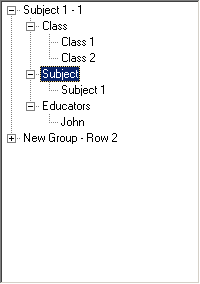 Subject 1 - 1
Class
Class 1
Class 2
Subject
Subject 1
Educators
John
New Group - Row 2